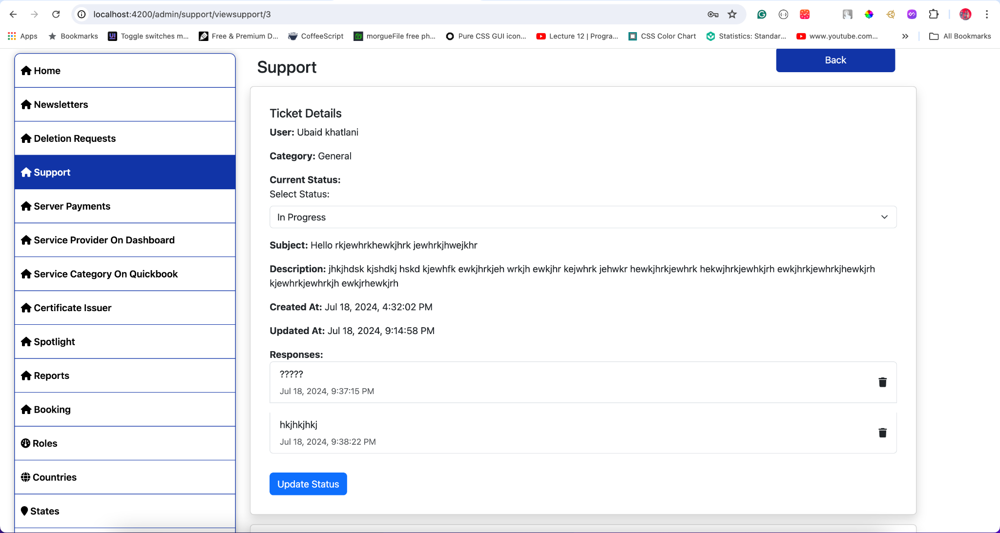 localhost:4200/admin/support/viewsupport/3
Apps Bookmarks Toggle switches m... Free & Premium D... CoffeeScript morgueFile free ph... Pure CSS GUI icon... Lecture 12 | Progra... CSS Color Chart Statistics: Standar... www.youtube.com... All Bookmarks
Home
Newsletters
Deletion Requests
Support
Server Payments
Service Provider On Dashboard
Service Category On Quickbook
Certificate Issuer
Spotlight
Reports
Booking
Roles
Countries
States
Support
Back
Ticket Details
User: Ubaid khatlani
Category: General
Current Status:
Select Status:
In Progress
Subject: Hello rkjewhrkhewkjhrk jewhrkjhwejkhr
Description: jhkjhdsk kjshdkj hskd kjewhfk ewkjhrkjeh wrkjh ewkjhr kejwhrk jehwkr hewkjhrkjewhrk hekwjhrkjewhkjrh ewkjhrkjewhrkjhewkjrh
kjewhrkjewhrkjh ewkjrhewkjrh
Created At: Jul 18, 2024, 4:32:02 PM
Updated At: Jul 18, 2024, 9:14:58 PM
Responses:
?????
Jul 18, 2024, 9:37:15 PM
hkjhkjhkj
Jul 18, 2024, 9:38:22 PM
Update Status